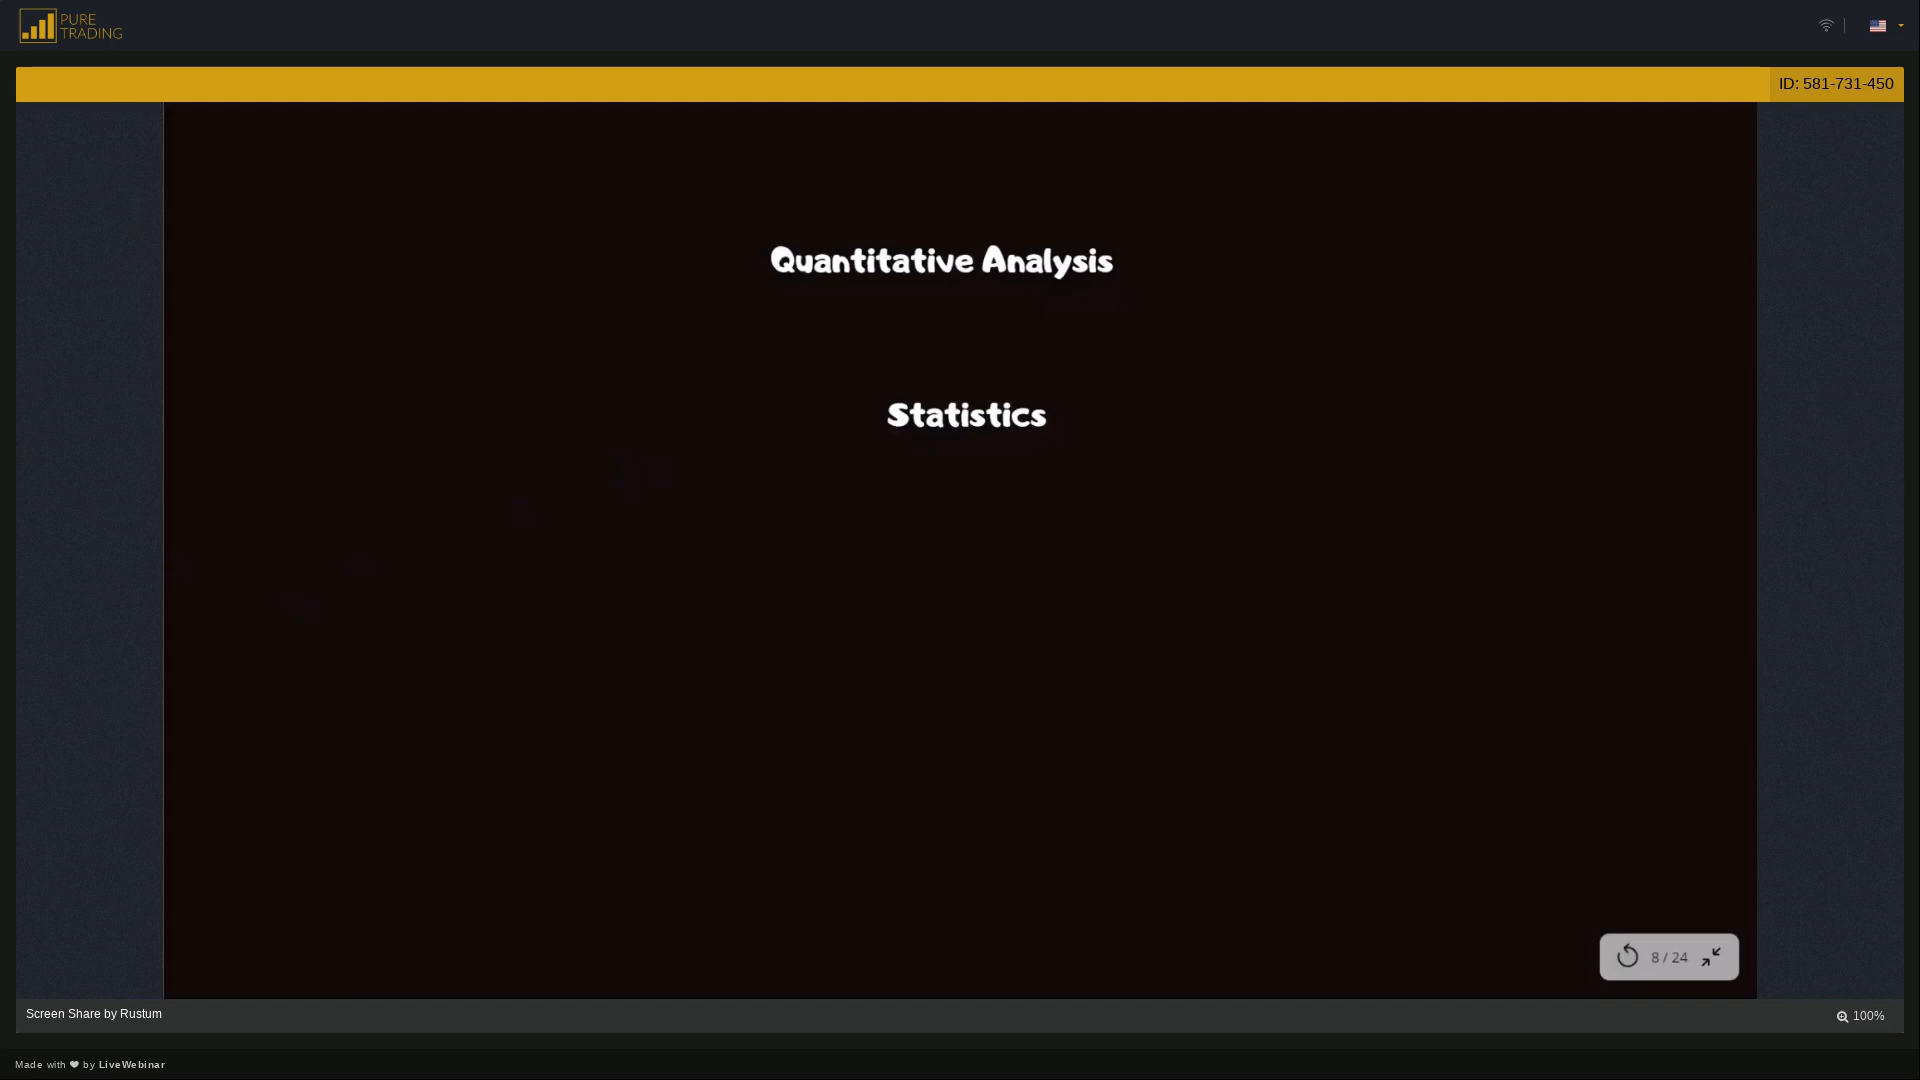 PURE
TRADING
ID: 581-731-450
Quantitative Analysis
Statistics
8 / 24
Screen Share by Rustum
100%
Made with by LiveWebinar